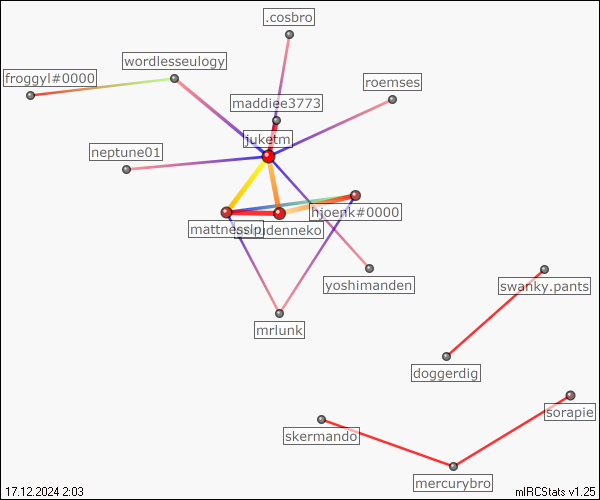 .cosbro
wordlesseulogy
froggyl#0000
roemses
maddiee3773
juketm
neptune01
hjoenk#0000
mattnesslp
denneko
yoshimanden
swanky.pants
mrlunk
doggerdig
sorapie
skermando
mercurybro
17.12.2024 2:03
mIRCStats v1.25